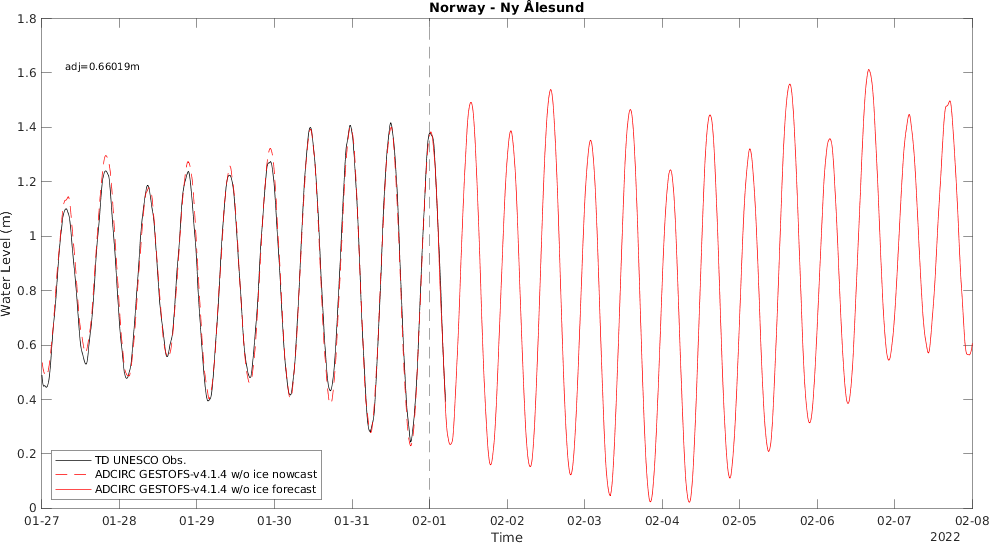 Norway - Ny Ålesund
1.8
1.6
1.4
1.2
1
0.8
0.6
0.4
0.2
0
Water Level (m)
adj=0.66019m
TD UNESCO Obs.
ADCIRC GESTOFS-v4.1.4 w/o ice nowcast
ADCIRC GESTOFS-v4.1.4 w/o ice forecast
01-27 01-28 01-29 01-30 01-31 02-01 02-02 02-03 02-04 02-05 02-06 02-07 02-08
Time
2022